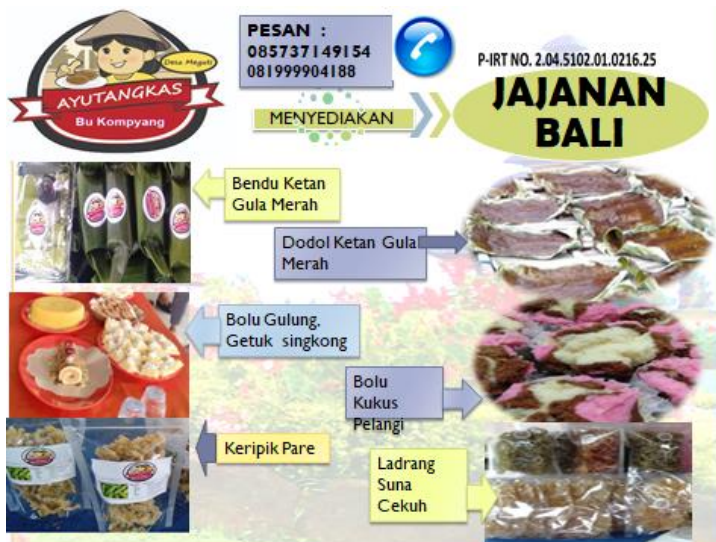 PESAN :
085737149154
081999904188
P-IRT NO. 2.04.5102.01.0216.25
Desa Meguti
AYUTANGKAS
Bu Kompyang
MENYEDIAKAN
JAJANAN
BALI
Bendu Ketan
Gula Merah
Dodol Ketan Gula
Merah
Bolu Gulung,
Getuk singkong
Bolu
Kukus
Pelangi
Keripik Pare
Ladrang
Suna
Cekuh